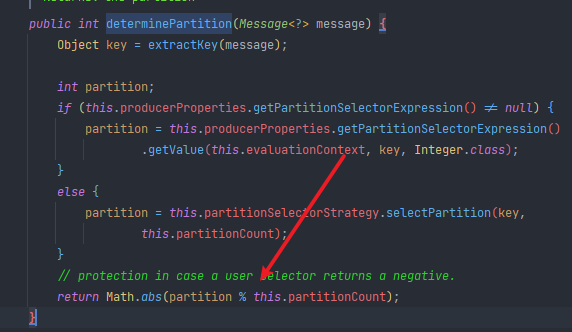 public int determinePartition(Message<?> message) {
Object key = extractKey(message);
int partition;
if (this.producerProperties.getPartitionSelectorExpression() ≠ null) {
partition = this.producerProperties.getPartitionSelectorExpression()
.getValue(this.evaluationContext, key, Integer.class);
}
else {
partition = this.partitionSelectorStrategy.selectPartition(key,
this.partitionCount);
}
// protection in case a user selector returns a negative.
return Math.abs(partition % this.partitionCount);
}